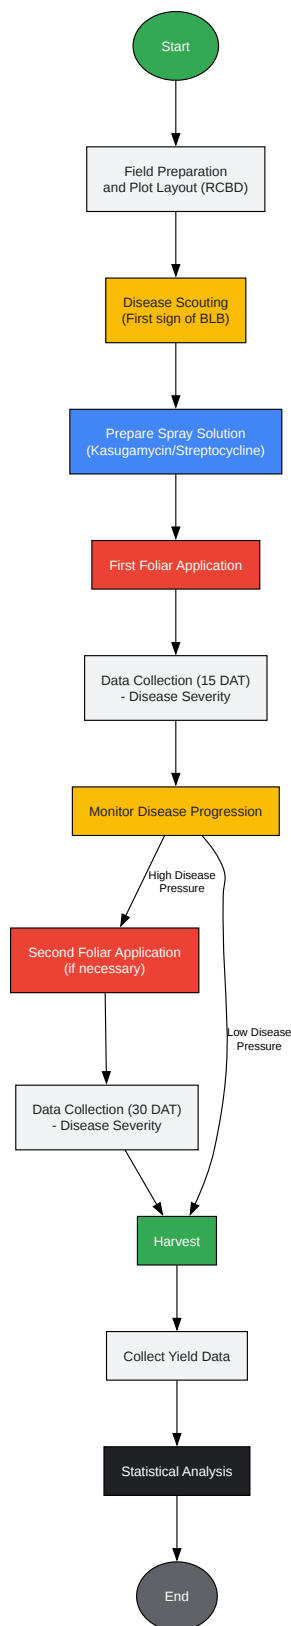 Start
Field Preparation
and Plot Layout (RCBD)
Disease Scouting
(First sign of BLB)
Prepare Spray Solution
(Kasugamycin/Streptocycline)
First Foliar Application
Data Collection (15 DAT)
- Disease Severity
Monitor Disease Progression
High Disease
Pressure
Second Foliar Application
(if necessary)
Low Disease
Pressure
Data Collection (30 DAT)
- Disease Severity
Harvest
Collect Yield Data
Statistical Analysis
End